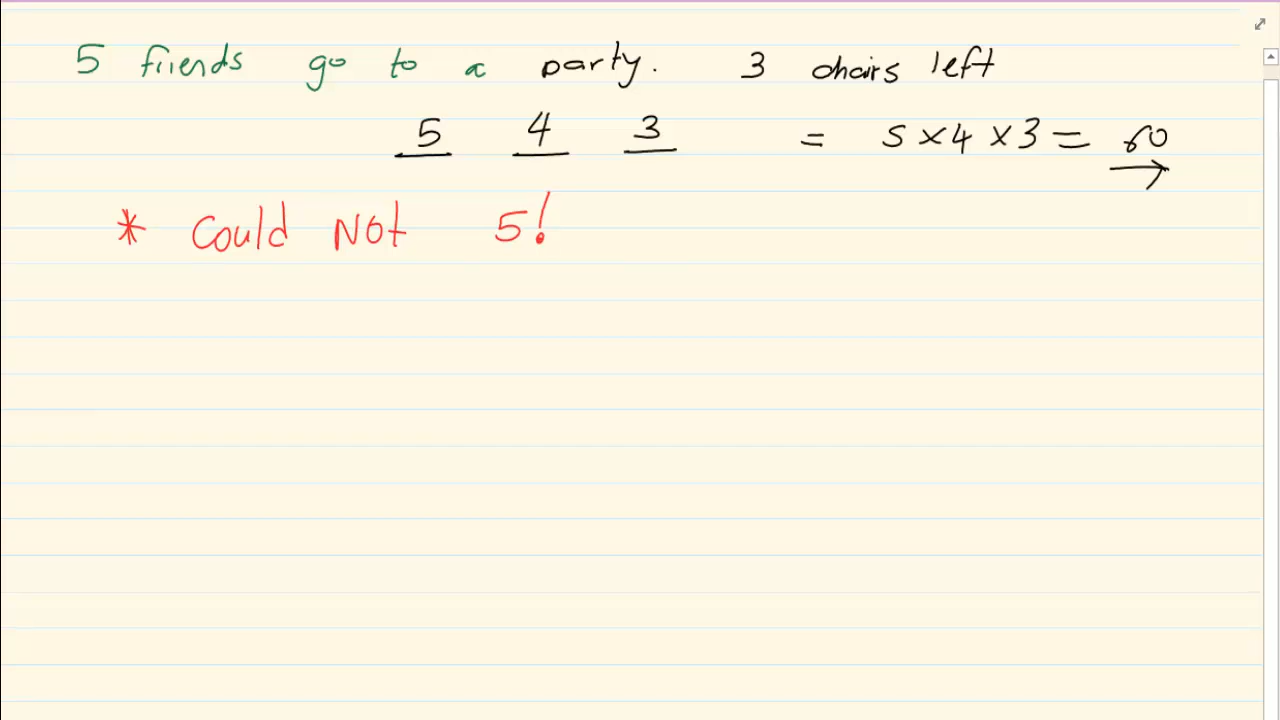 5 friends go to a party. 3 chairs left
5 4 3 = 5 × 4 × 3 = 60
* Could Not 5!